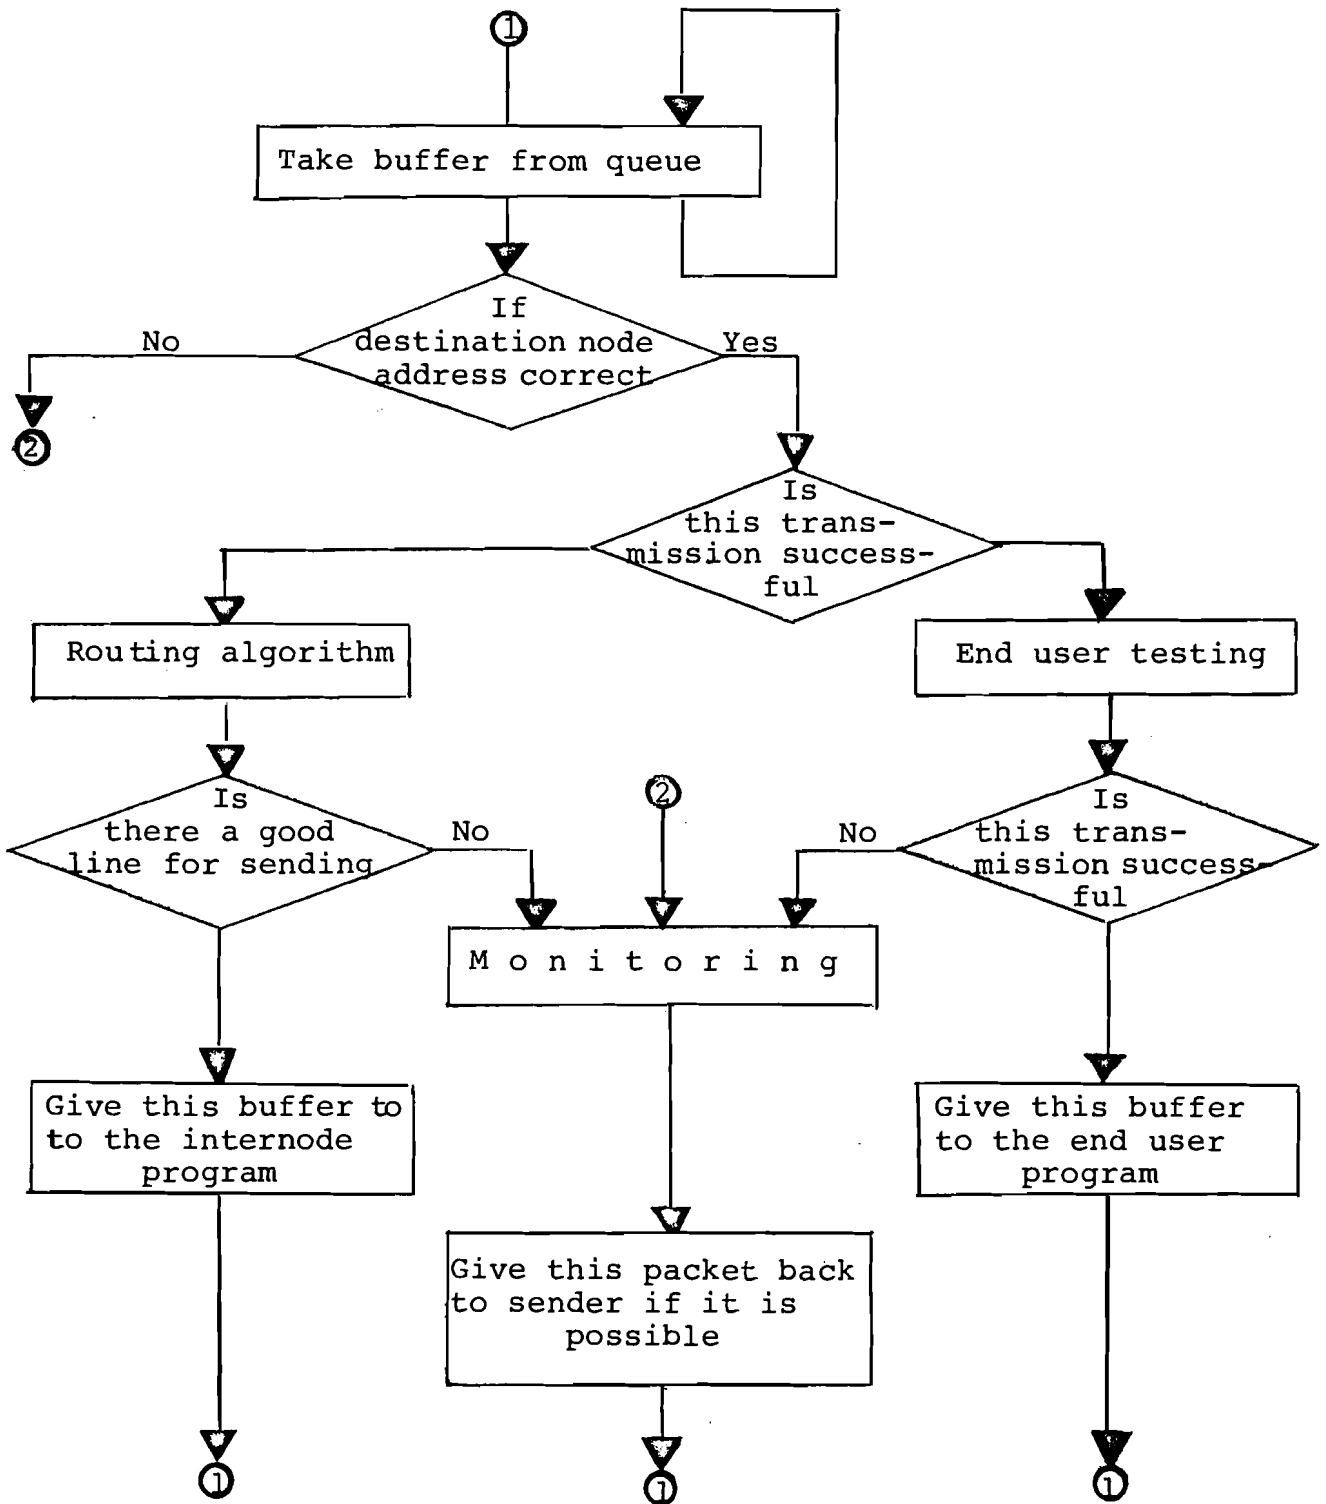 1
Take buffer from queue
If
destination node
address correct
No
Yes
2
Is
this trans-
mission success-
ful
Routing algorithm
End user testing
Is
there a good
line for sending
No
2
No
Is
this trans-
mission success-
ful
M o n i t o r i n g
Give this buffer to
to the internode
program
Give this buffer
to the end user
program
Give this packet back
to sender if it is
possible
1
1
1